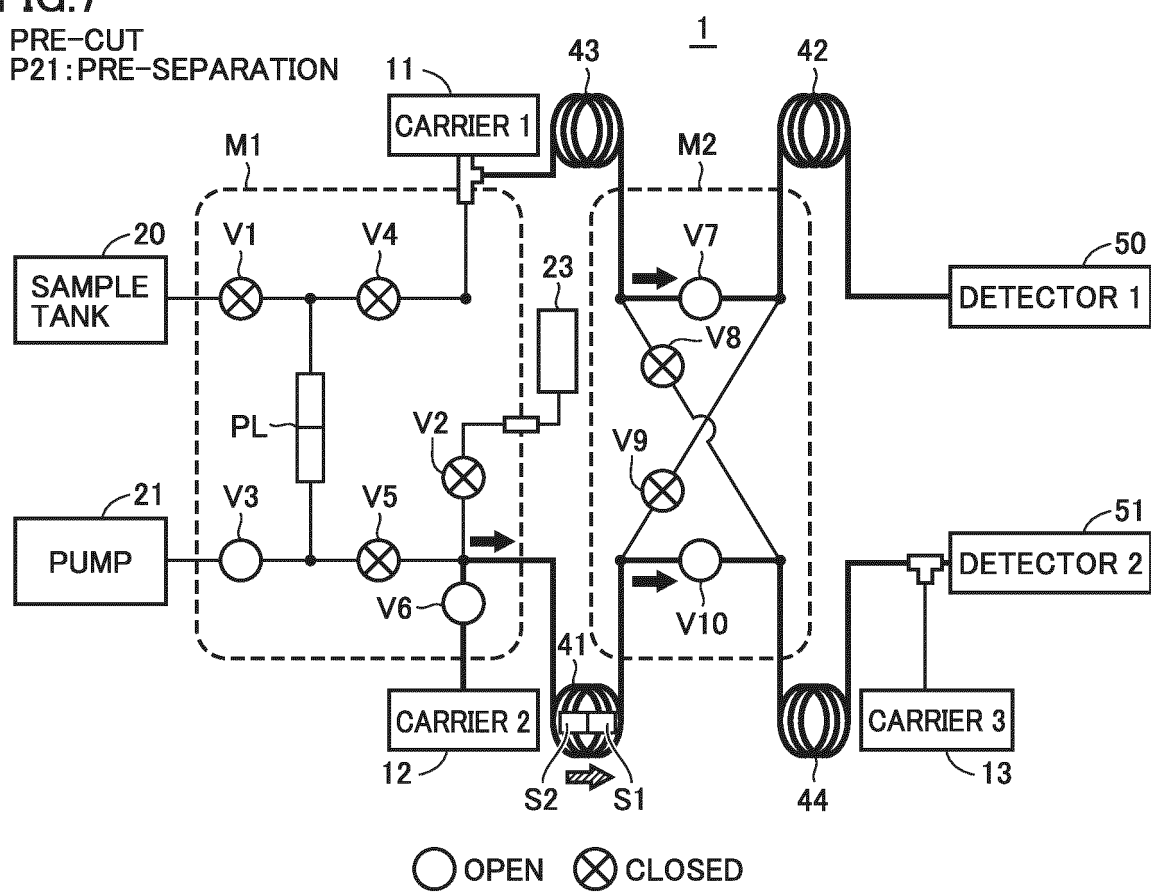 FIG.7
PRE-CUT
P21:PRE-SEPARATION
1
11
43
42
CARRIER 1
M1
M2
20
V1
V4
23
V7
50
SAMPLE
TANK
DETECTOR 1
V8
PL
V2
V9
21
V3
V5
51
PUMP
DETECTOR 2
V6
V10
41
CARRIER 2
CARRIER 3
12
S2
S1
44
13
OPEN
CLOSED